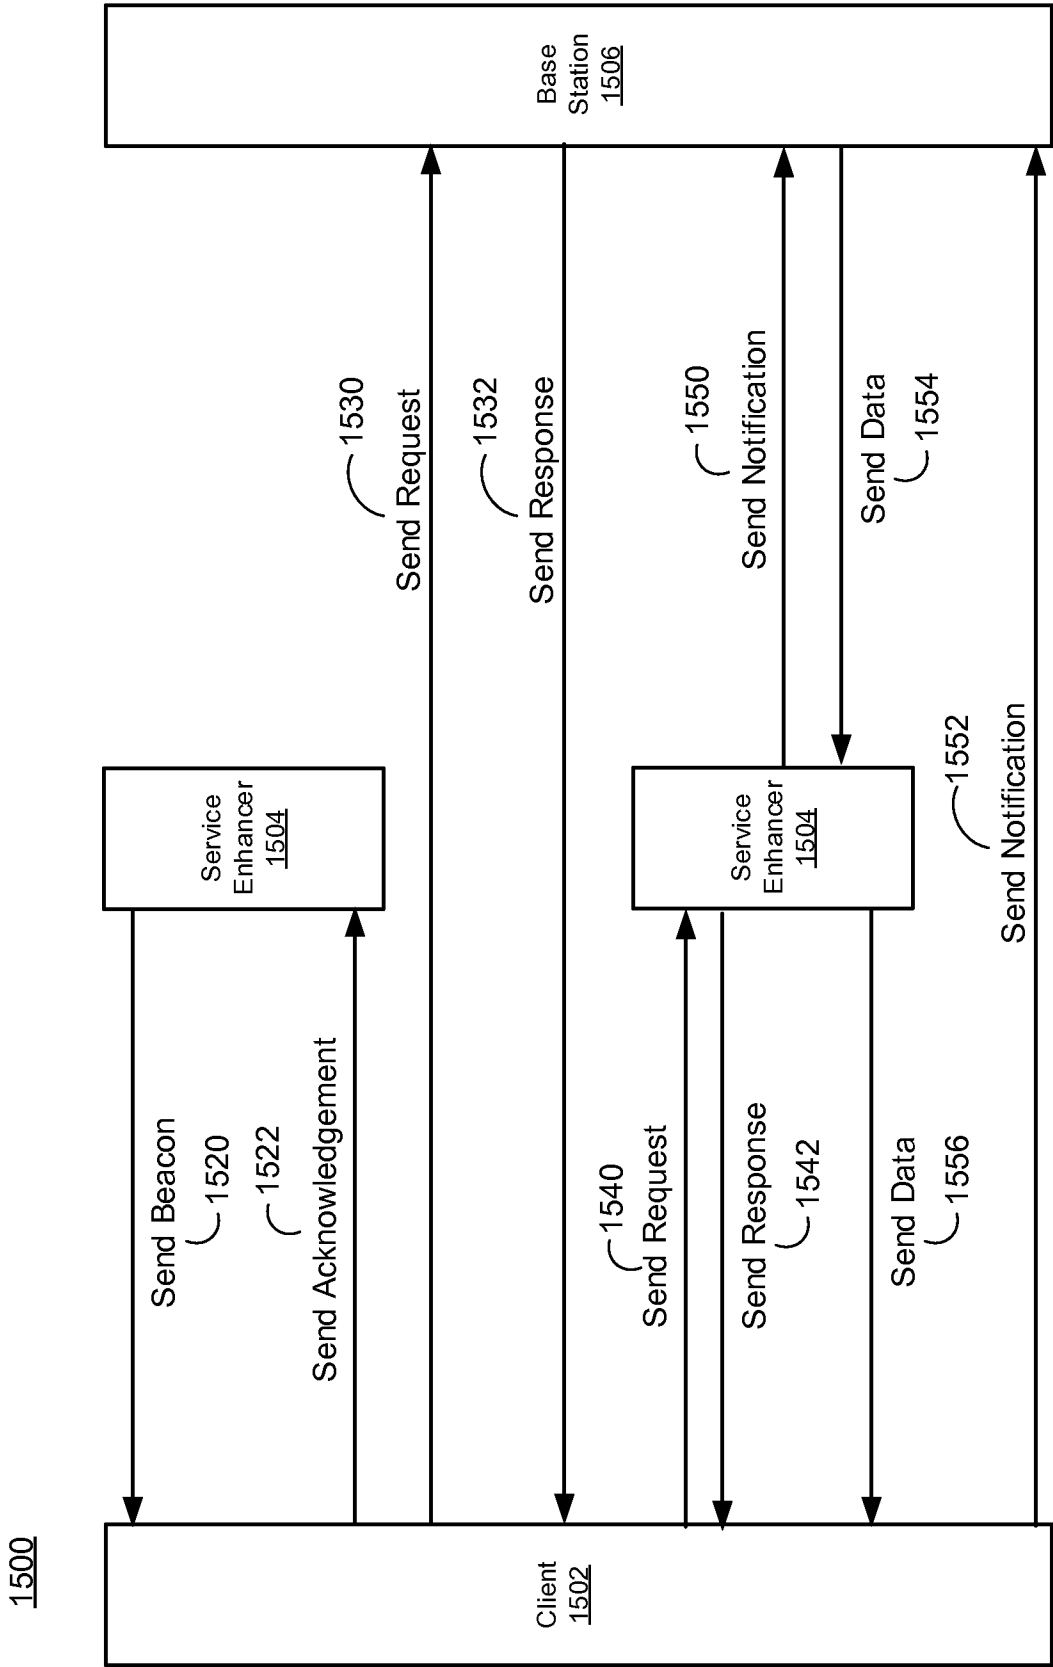 1500
Client
1502
Service
Enhancer
1504
Base
Station
1506
Send Beacon
1520
1522
Send Acknowledgement
1530
Send Request
1532
Send Response
1540
Send Request
Send Response
1542
Service
Enhancer
1504
1550
Send Notification
Send Data
1554
Send Data
1556
1552
Send Notification